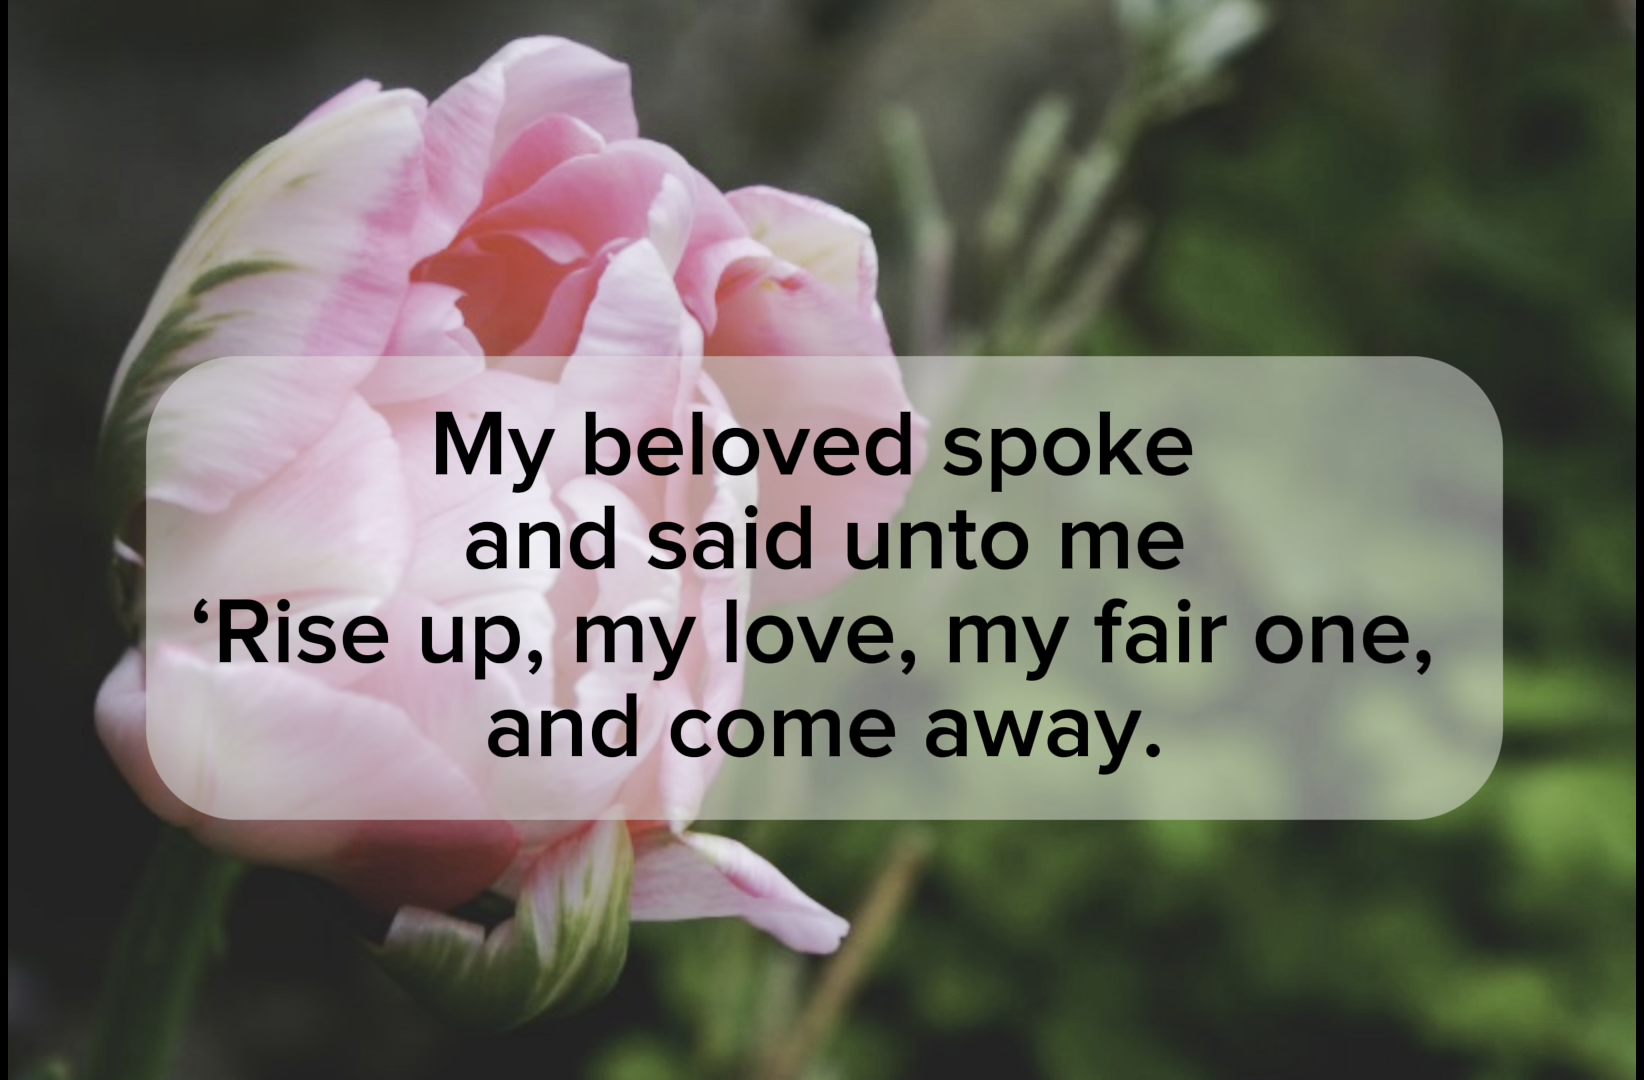 My beloved spoke
and said unto me
‘Rise up, my love, my fair one,
and come away.